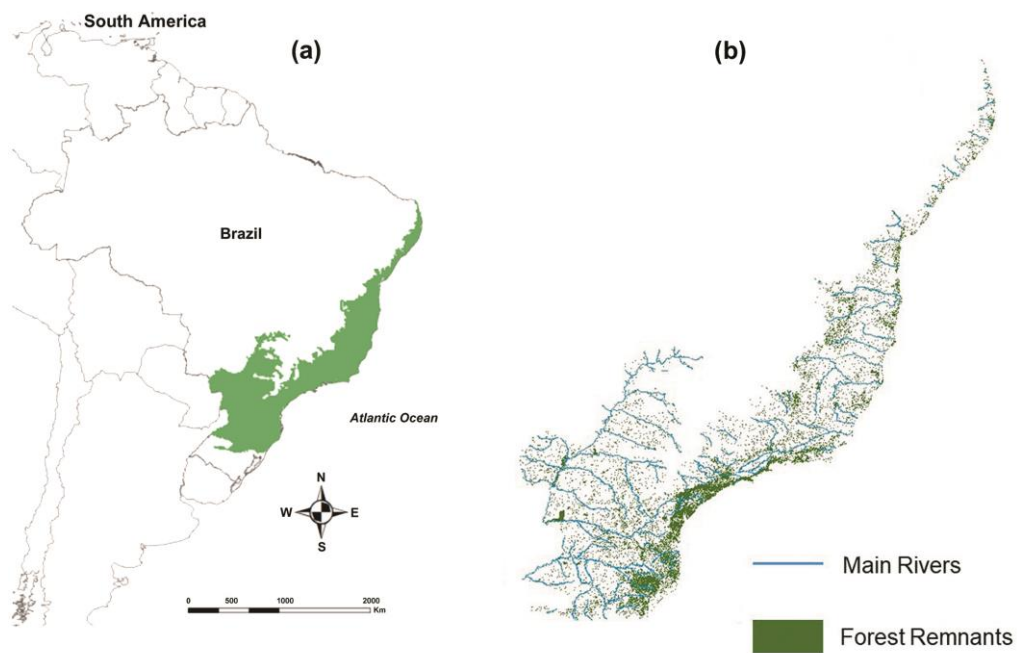 South America
(a)
(b)
Brazil
Atlantic Ocean
N
W E
S
0 500 1000 2000
Km
Main Rivers
Forest Remnants